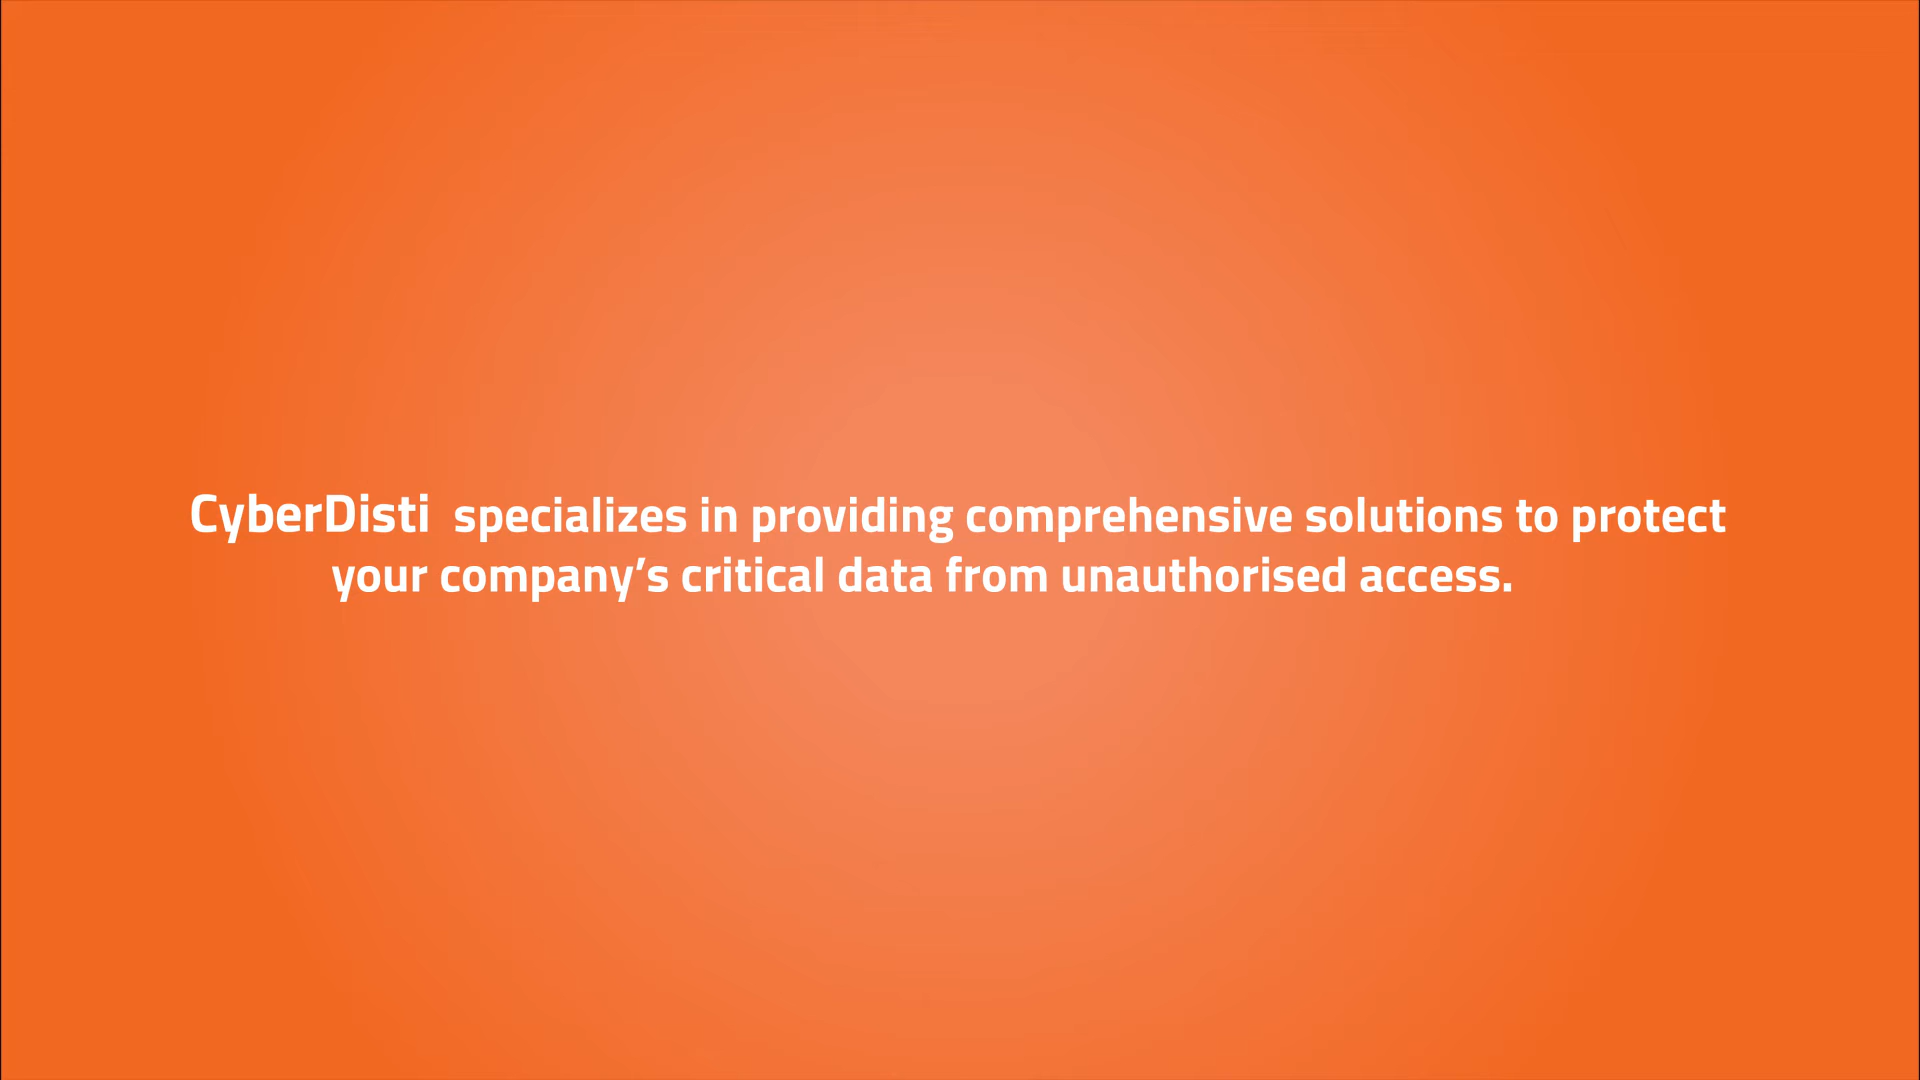 CyberDisti specializes in providing comprehensive solutions to protect
your company’s critical data from unauthorised access.